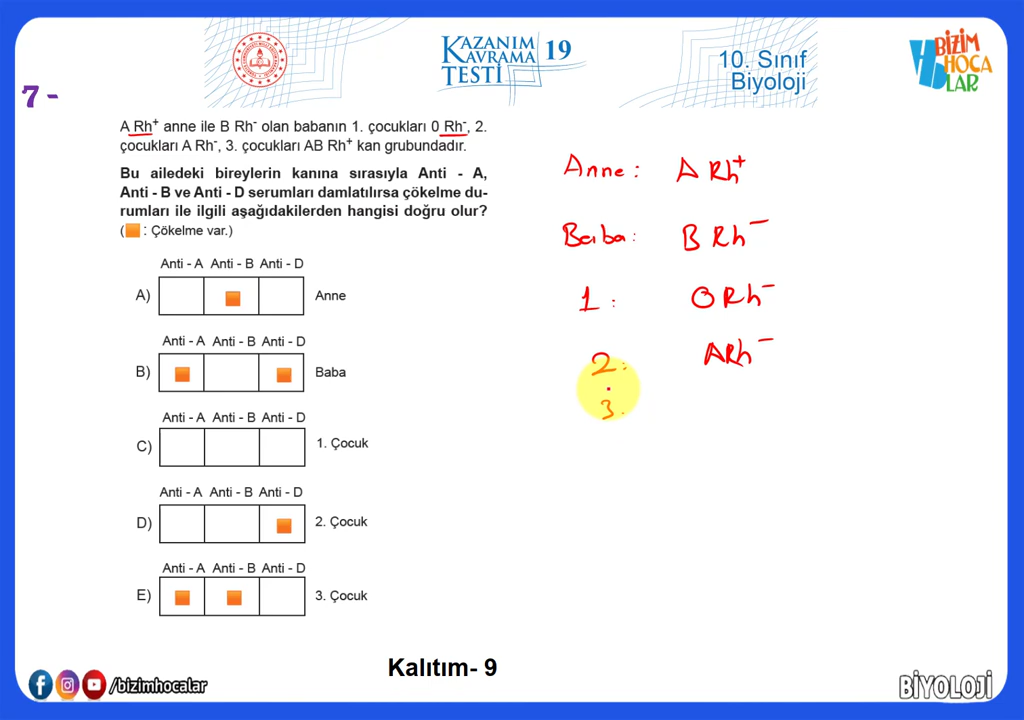 KAZANIM
KAVRAMA
TESTİ
19
10. Sınıf
Biyoloji
BİZİM
HOCA
LAR
7 -
A Rh+ anne ile B Rh- olan babanın 1. çocukları 0 Rh-, 2.
çocukları A Rh-, 3. çocukları AB Rh+ kan grubundadır.
Bu ailedeki bireylerin kanına sırasıyla Anti - A,
Anti - B ve Anti - D serumları damlatılırsa çökelme du-
rumları ile ilgili aşağıdakilerden hangisi doğru olur?
( : Çökelme var.)
Anti - A Anti - B Anti - D
A) Anne
Anti - A Anti - B Anti - D
B) Baba
Anti - A Anti - B Anti - D
C) 1. Çocuk
Anti - A Anti - B Anti - D
D) 2. Çocuk
Anti - A Anti - B Anti - D
E) 3. Çocuk
Anne : A Rh+
Baba : B Rh-
1 : 0 Rh-
2 : ARh-
3.
Kalıtım- 9
/bizimhocalar
BİYOLOJİ